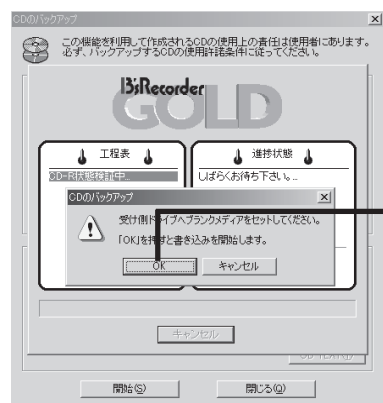 CDのバックアップ
この機能を利用して作成されるCDの使用上の責任は使用者にあります。
必ず、バックアップするCDの使用許諾条件に従ってください。
B'sRecorder
GOLD
工程表
進捗状態
CD-R状態検証中...
しばらくお待ち下さい...
CDのバックアップ
受け側ドライブへブランクメディアをセットしてください。
「OK」を押すと書き込みを開始します。
OK
キャンセル
キャンセル
CD-TEXT(T)
開始(S)
閉じる(Q)